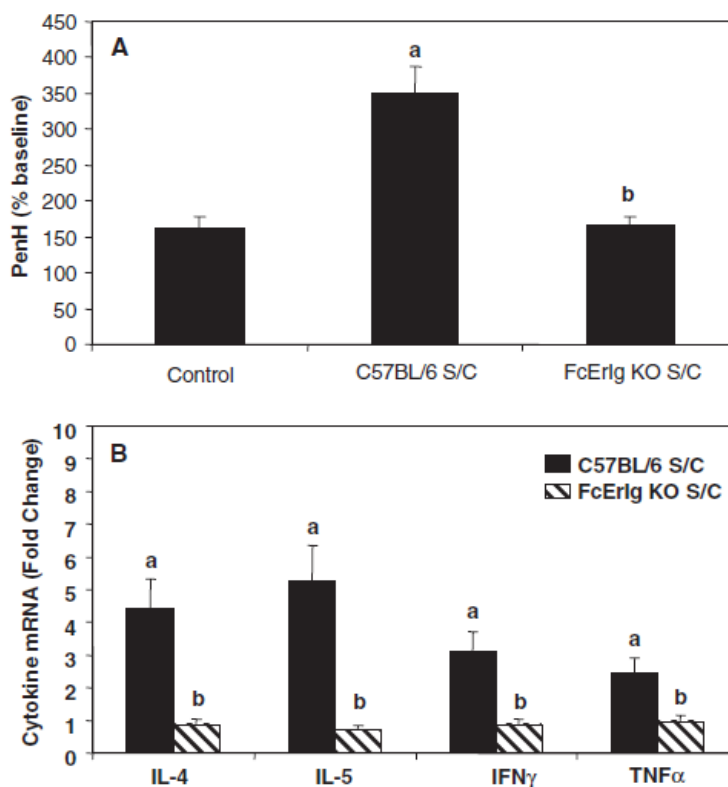 450
400
350
300
250
200
150
100
50
0
PenH (% baseline)
A
a
b
Control
C57BL/6 S/C
FcErIg KO S/C
10
9
8
7
6
5
4
3
2
1
0
Cytokine mRNA (Fold Change)
B
C57BL/6 S/C
FcErIg KO S/C
a
b
a
b
a
b
a
b
IL-4
IL-5
IFNγ
TNFα